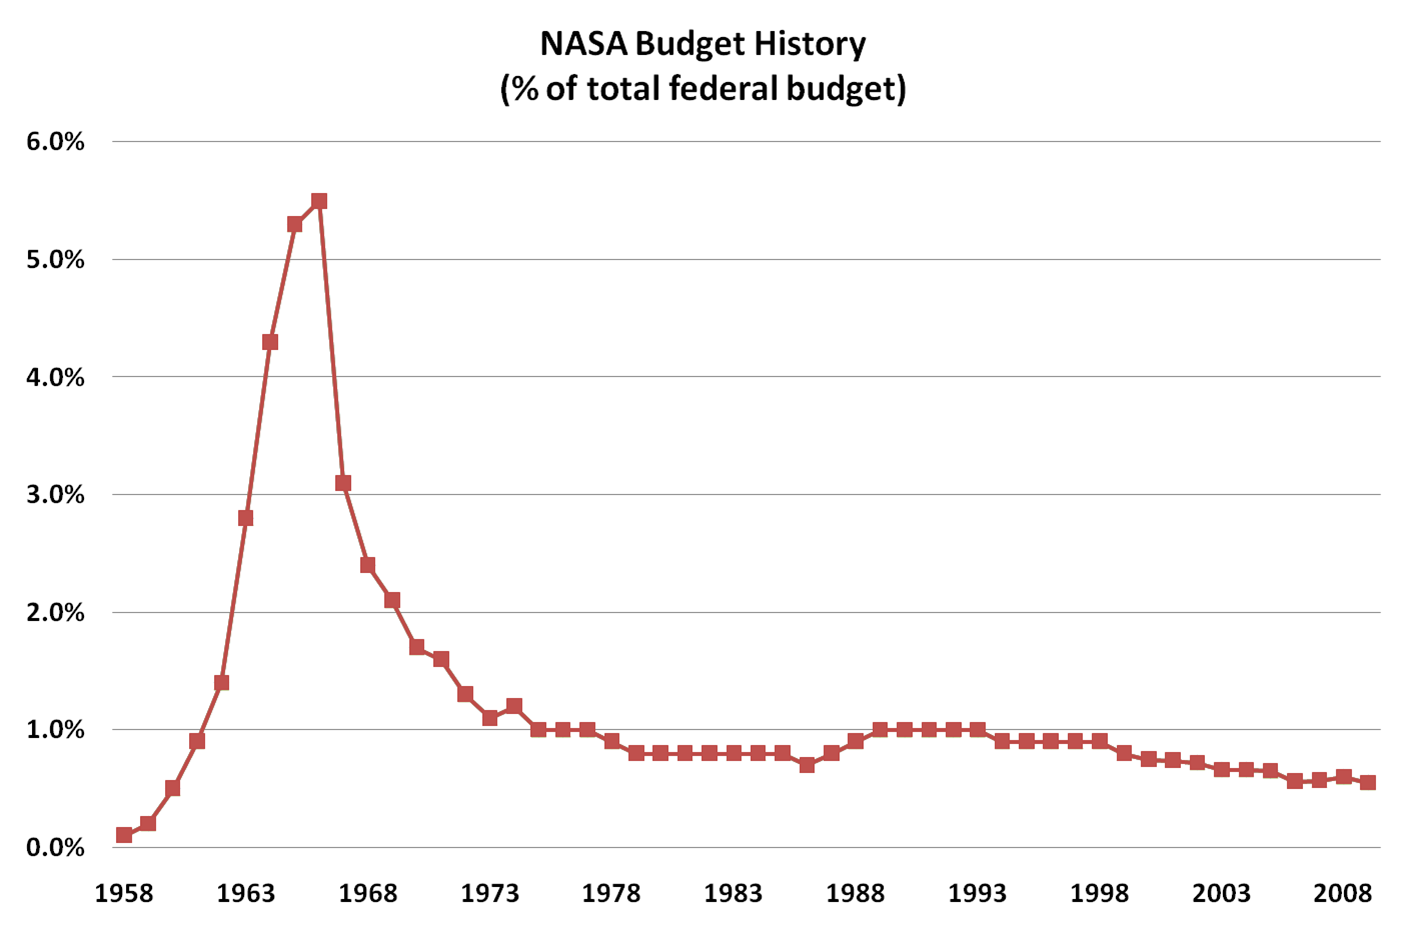 NASA Budget History
(% of total federal budget)
6.0%
5.0%
4.0%
3.0%
2.0%
1.0%
0.0%
1958 1963 1968 1973 1978 1983 1988 1993 1998 2003 2008